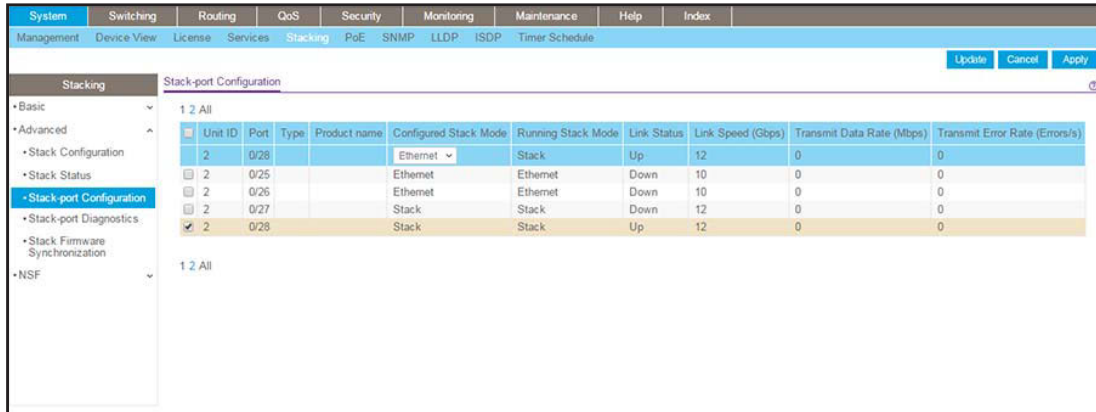 System Switching Routing QoS Security Monitoring Maintenance Help Index
Management Device View License Services Stacking PoE SNMP LLDP ISDP Timer Schedule
Update Cancel Apply
Stacking
Stack-port Configuration
•Basic
•Advanced
•Stack Configuration
•Stack Status
•Stack-port Configuration
•Stack-port Diagnostics
•Stack Firmware
Synchronization
•NSF
1 2 All
Unit ID Port Type Product name Configured Stack Mode Running Stack Mode Link Status Link Speed (Gbps) Transmit Data Rate (Mbps) Transmit Error Rate (Errors/s)
2 0/28 Ethernet Stack Up 12 0 0
2 0/25 Ethernet Ethernet Down 10 0 0
2 0/26 Ethernet Ethernet Down 10 0 0
2 0/27 Stack Stack Down 12 0 0
2 0/28 Stack Stack Up 12 0 0
1 2 All